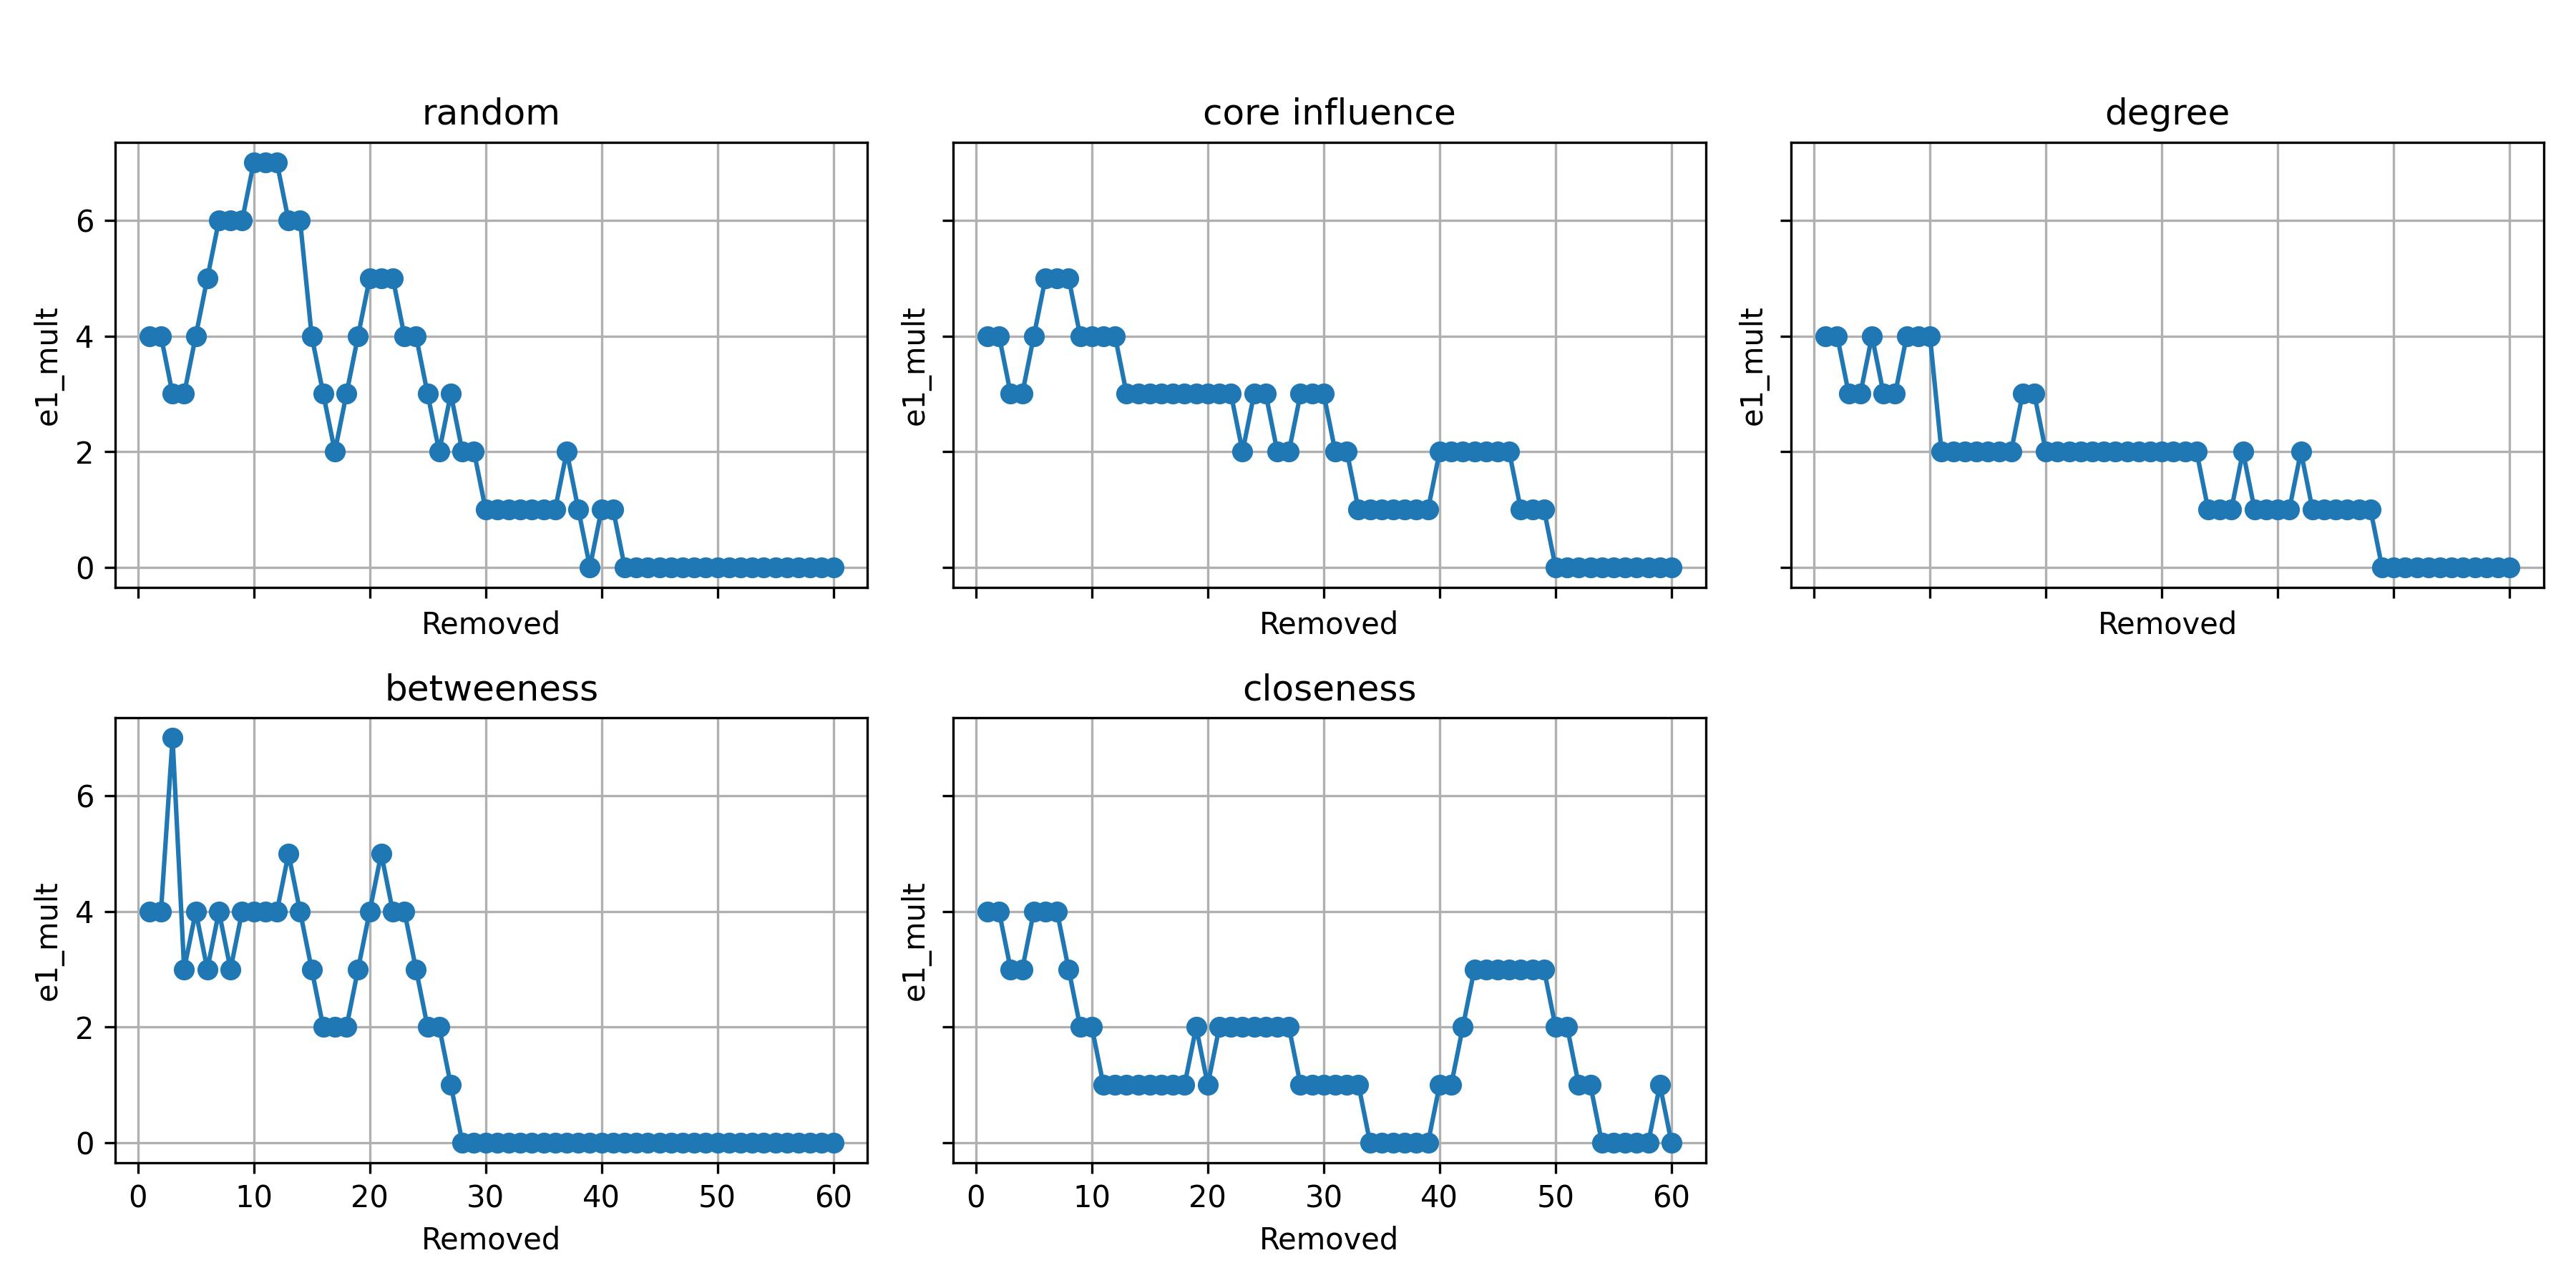 random
core influence
degree
e1_mult
6
4
2
0
Removed
e1_mult
Removed
e1_mult
Removed
betweeness
closeness
e1_mult
6
4
2
0
0 10 20 30 40 50 60
Removed
e1_mult
0 10 20 30 40 50 60
Removed